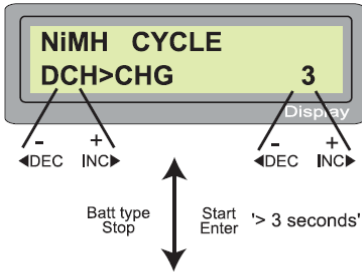 NiMH CYCLE
DCH>CHG 3
Display
- + - +
◀DEC INC▶ ◀DEC INC▶
Batt type Start '> 3 seconds'
Stop Enter